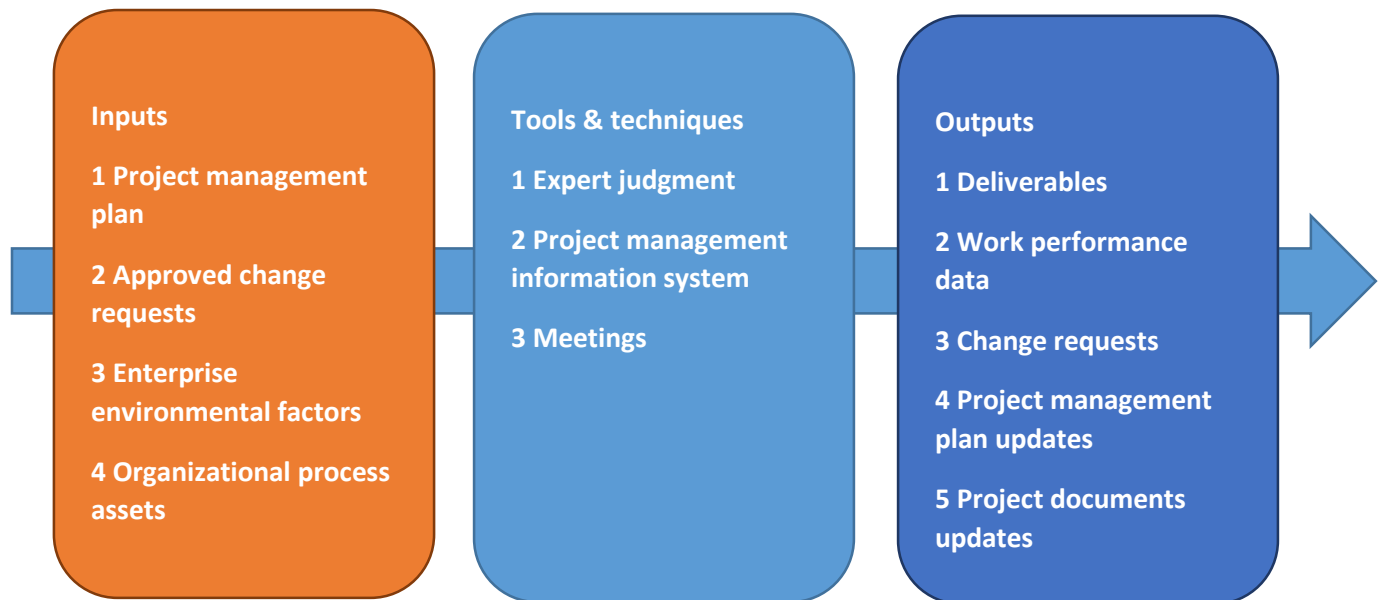 Inputs
1 Project management
plan
2 Approved change
requests
3 Enterprise
environmental factors
4 Organizational process
assets
Tools & techniques
1 Expert judgment
2 Project management
information system
3 Meetings
Outputs
1 Deliverables
2 Work performance
data
3 Change requests
4 Project management
plan updates
5 Project documents
updates